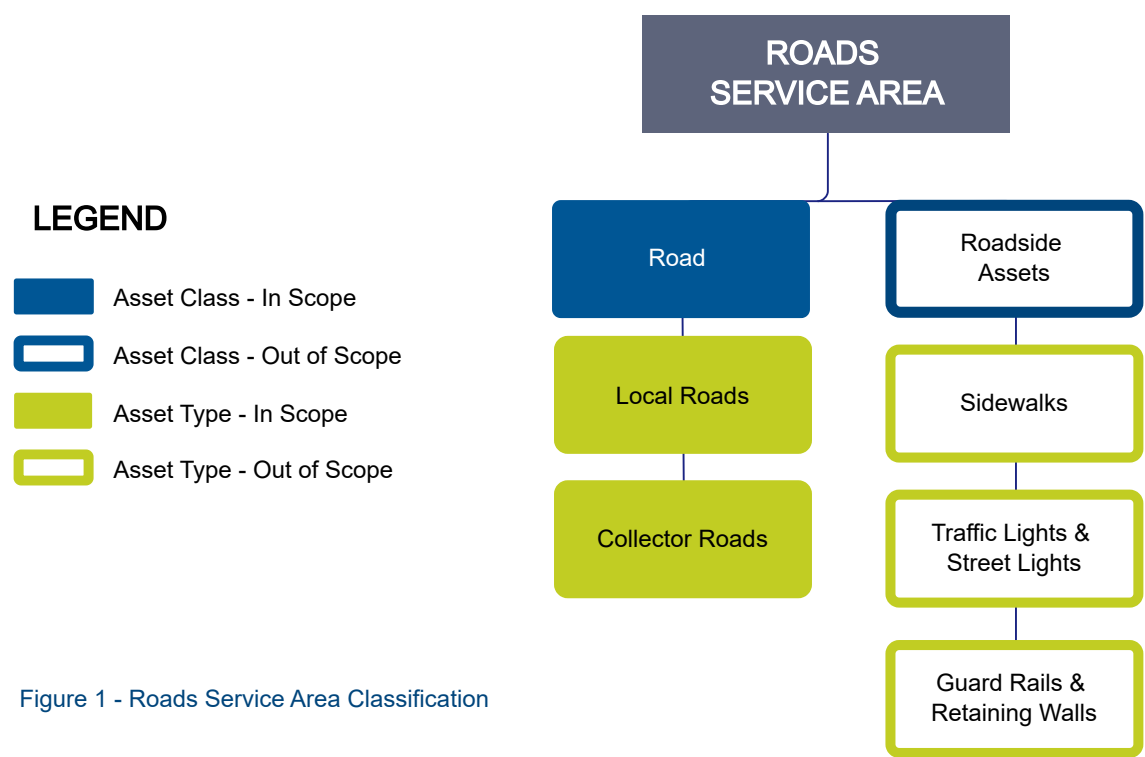 ROADS
SERVICE AREA
LEGEND
Asset Class - In Scope
Asset Class - Out of Scope
Asset Type - In Scope
Asset Type - Out of Scope
Road
Local Roads
Collector Roads
Roadside
Assets
Sidewalks
Traffic Lights &
Street Lights
Guard Rails &
Retaining Walls
Figure 1 - Roads Service Area Classification